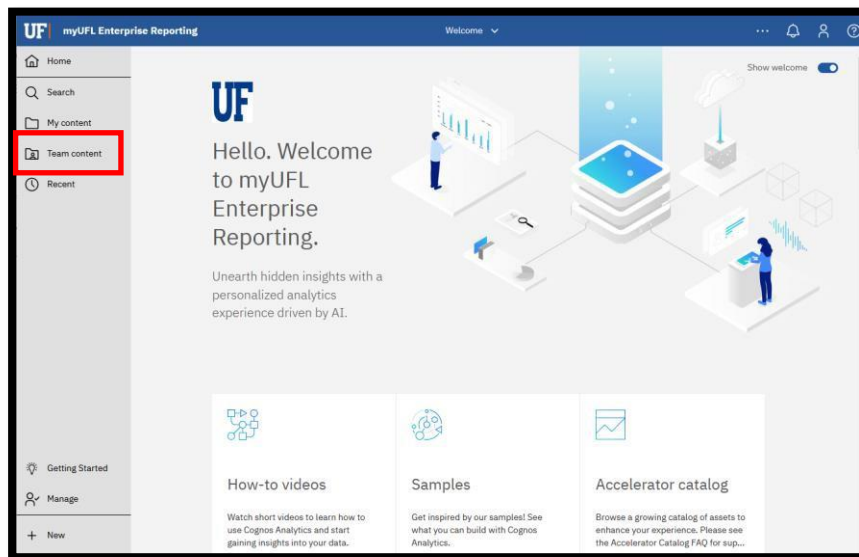 UF myUFL Enterprise Reporting
Welcome
Home
Search
My content
Team content
Recent
Getting Started
Manage
New
Show welcome
UF
Hello. Welcome
to myUFL
Enterprise
Reporting.
Unearth hidden insights with a
personalized analytics
experience driven by AI.
How-to videos
Watch short videos to learn how to
use Cognos Analytics and start
gaining insights into your data.
Samples
Get inspired by our samples! See
what you can build with Cognos
Analytics.
Accelerator catalog
Browse a growing catalog of assets to
enhance your experience. Please see
the Accelerator Catalog FAQ for sup...